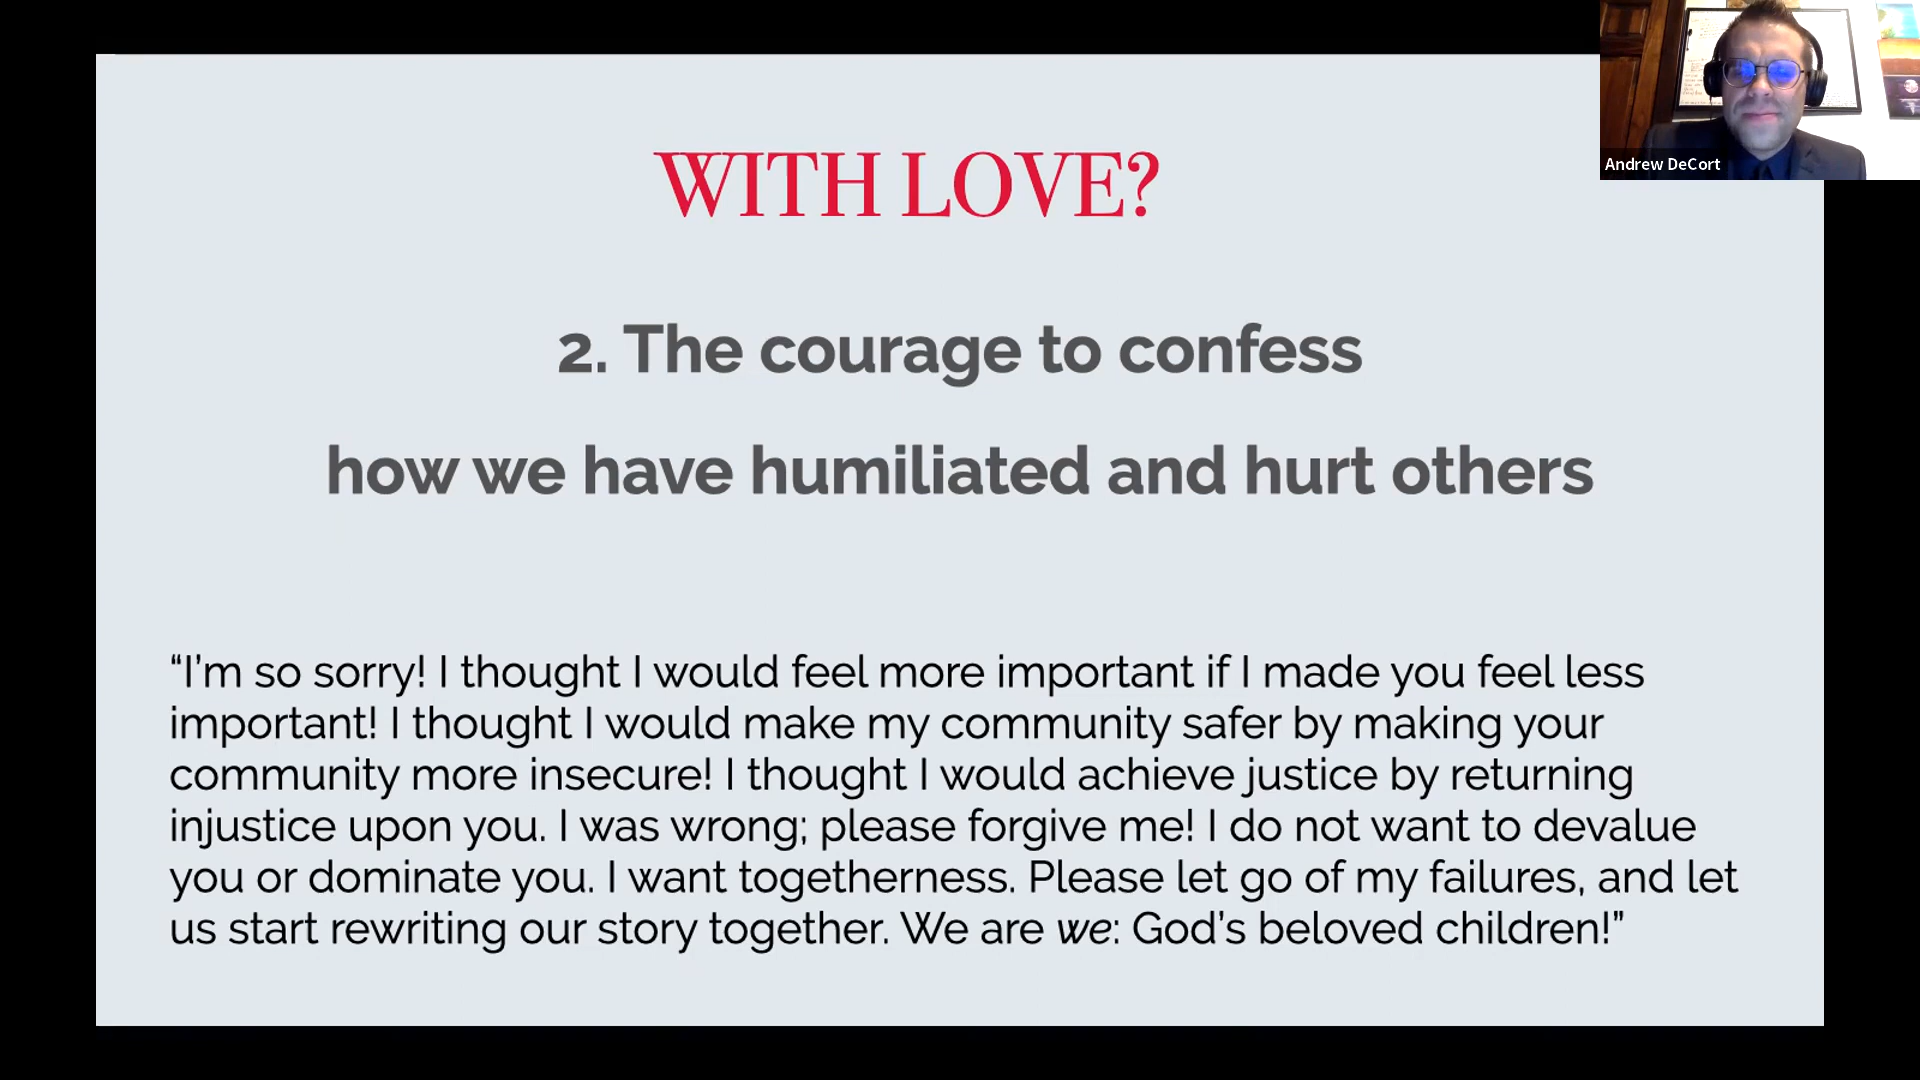 WITH LOVE?
2. The courage to confess
how we have humiliated and hurt others
“I’m so sorry! I thought I would feel more important if I made you feel less
important! I thought I would make my community safer by making your
community more insecure! I thought I would achieve justice by returning
injustice upon you. I was wrong; please forgive me! I do not want to devalue
you or dominate you. I want togetherness. Please let go of my failures, and let
us start rewriting our story together. We are we: God’s beloved children!”
Andrew DeCort